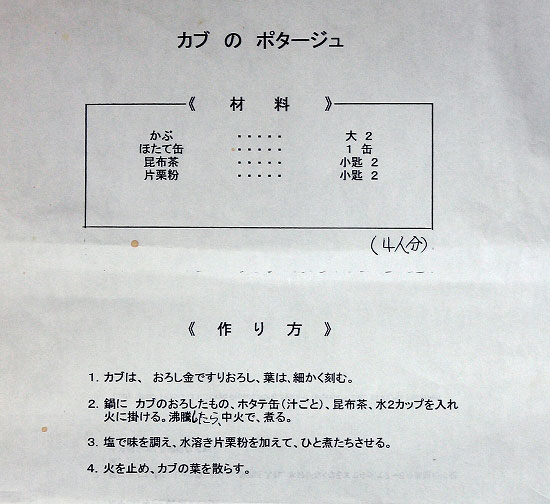 カブ の ポタージュ
《 材 料 》
かぶ ・・・・・ 大 2
ほたて缶 ・・・・・ 1 缶
昆布茶 ・・・・・ 小匙 2
片栗粉 ・・・・・ 小匙 2
(4人分)
《 作 り 方 》
1. カブは、 おろし金ですりおろし、葉は、細かく刻む。
2. 鍋に カブのおろしたもの、ホタテ缶(汁ごと)、昆布茶、水2カップを入れ
火に掛ける。沸騰したら、中火で、煮る。
3. 塩で味を調え、水溶き片栗粉を加えて、ひと煮たちさせる。
4. 火を止め、カブの葉を散らす。